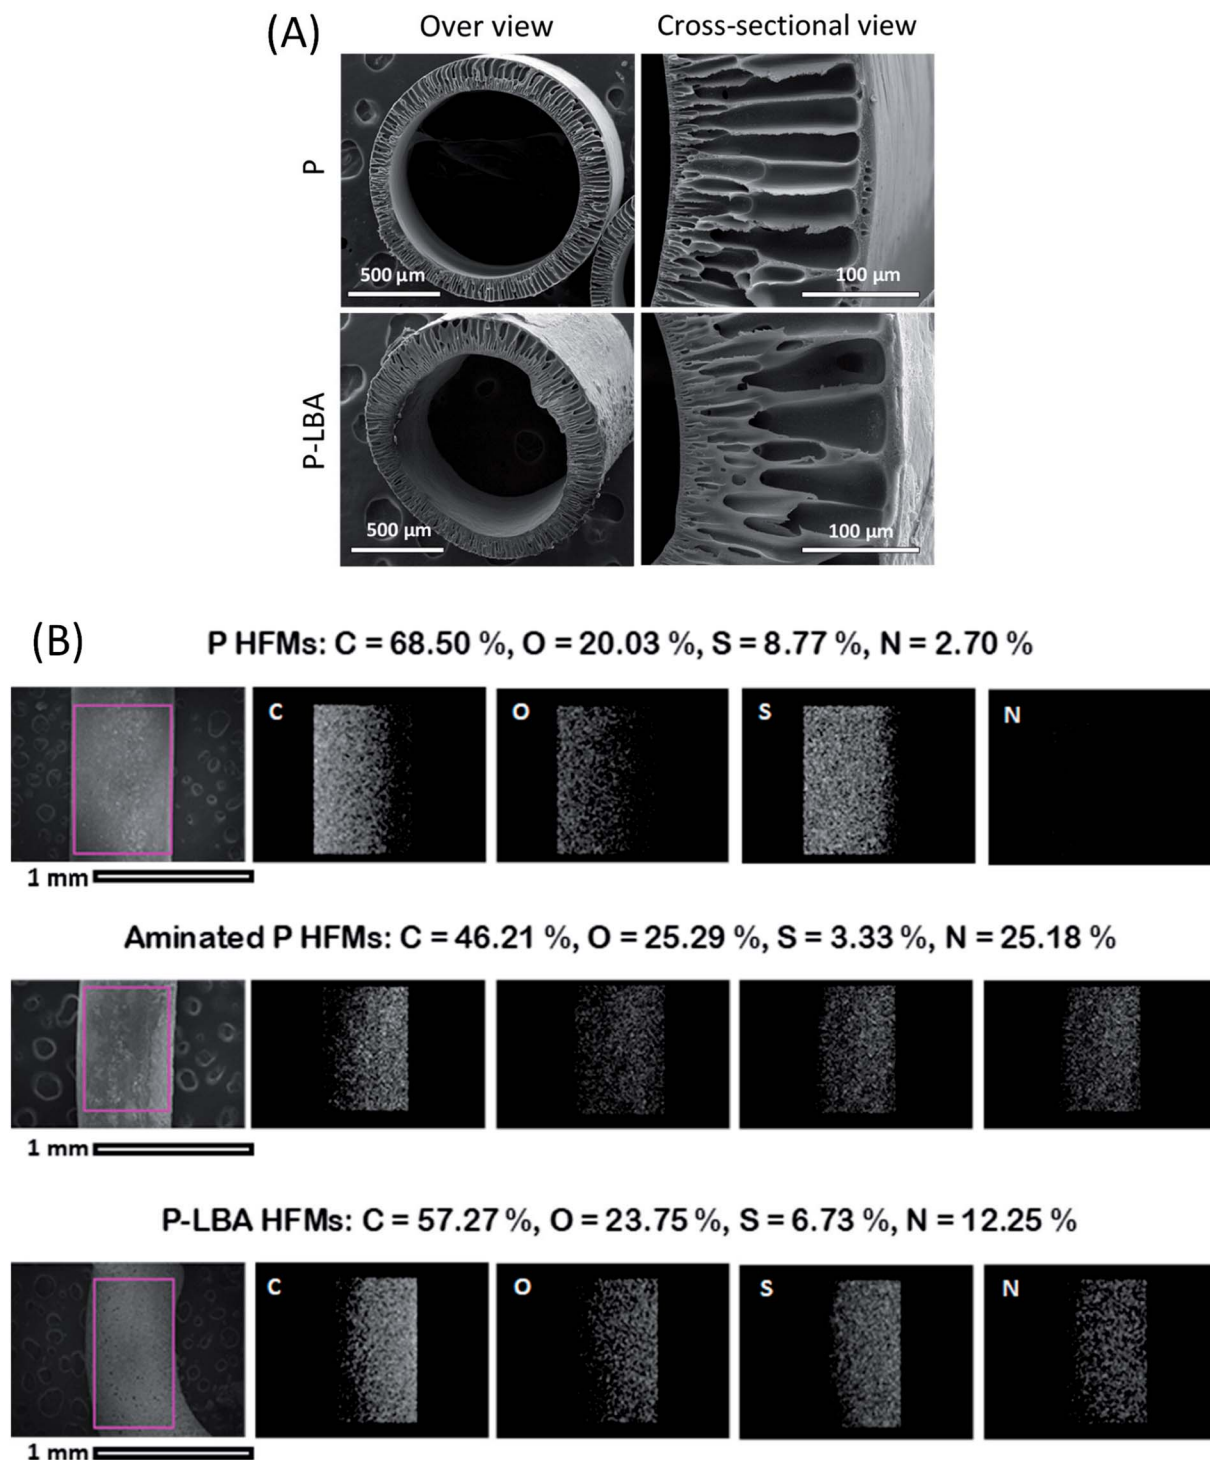 (A)
Over view
Cross-sectional view
P
500 µm
100 µm
P-LBA
500 µm
100 µm
(B)
P HFMs: C = 68.50 %, O = 20.03 %, S = 8.77 %, N = 2.70 %
C
O
S
N
1 mm
Aminated P HFMs: C = 46.21 %, O = 25.29 %, S = 3.33 %, N = 25.18 %
1 mm
P-LBA HFMs: C = 57.27 %, O = 23.75 %, S = 6.73 %, N = 12.25 %
C
O
S
N
1 mm